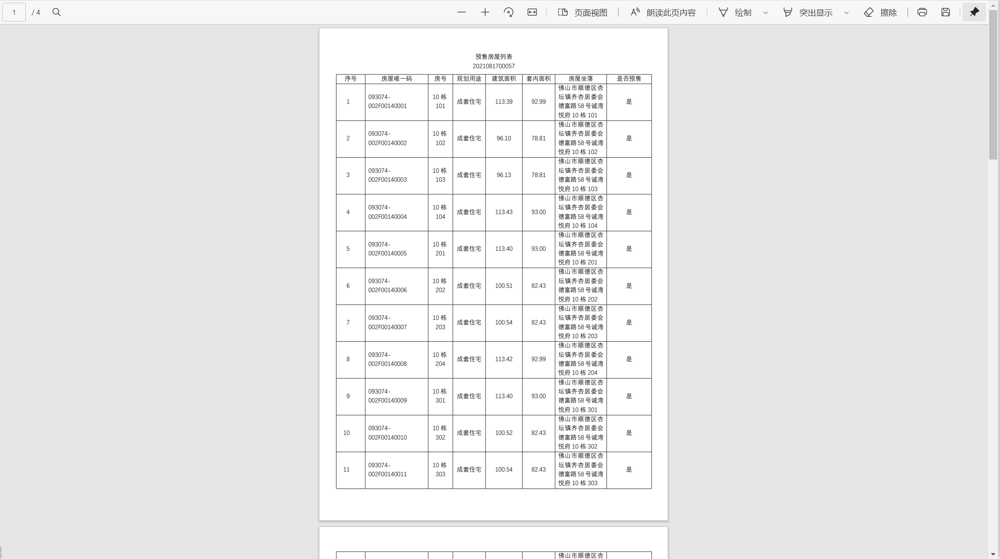 1 / 4 页面视图 朗读此页内容 绘制 突出显示 擦除
预售房屋列表
2021081700057
序号 房屋唯一码 房号 规划用途 建筑面积 套内面积 房屋坐落 是否预售
1 093074-002F00140001 10 栋 101 成套住宅 113.39 92.99 佛山市顺德区杏坛镇齐杏居委会德富路 58 号诚湾悦府 10 栋 101 是
2 093074-002F00140002 10 栋 102 成套住宅 96.10 78.81 佛山市顺德区杏坛镇齐杏居委会德富路 58 号诚湾悦府 10 栋 102 是
3 093074-002F00140003 10 栋 103 成套住宅 96.13 78.81 佛山市顺德区杏坛镇齐杏居委会德富路 58 号诚湾悦府 10 栋 103 是
4 093074-002F00140004 10 栋 104 成套住宅 113.43 93.00 佛山市顺德区杏坛镇齐杏居委会德富路 58 号诚湾悦府 10 栋 104 是
5 093074-002F00140005 10 栋 201 成套住宅 113.40 93.00 佛山市顺德区杏坛镇齐杏居委会德富路 58 号诚湾悦府 10 栋 201 是
6 093074-002F00140006 10 栋 202 成套住宅 100.51 82.43 佛山市顺德区杏坛镇齐杏居委会德富路 58 号诚湾悦府 10 栋 202 是
7 093074-002F00140007 10 栋 203 成套住宅 100.54 82.43 佛山市顺德区杏坛镇齐杏居委会德富路 58 号诚湾悦府 10 栋 203 是
8 093074-002F00140008 10 栋 204 成套住宅 113.42 92.99 佛山市顺德区杏坛镇齐杏居委会德富路 58 号诚湾悦府 10 栋 204 是
9 093074-002F00140009 10 栋 301 成套住宅 113.40 93.00 佛山市顺德区杏坛镇齐杏居委会德富路 58 号诚湾悦府 10 栋 301 是
10 093074-002F00140010 10 栋 302 成套住宅 100.52 82.43 佛山市顺德区杏坛镇齐杏居委会德富路 58 号诚湾悦府 10 栋 302 是
11 093074-002F00140011 10 栋 303 成套住宅 100.54 82.43 佛山市顺德区杏坛镇齐杏居委会德富路 58 号诚湾悦府 10 栋 303 是
佛山市顺德区杏